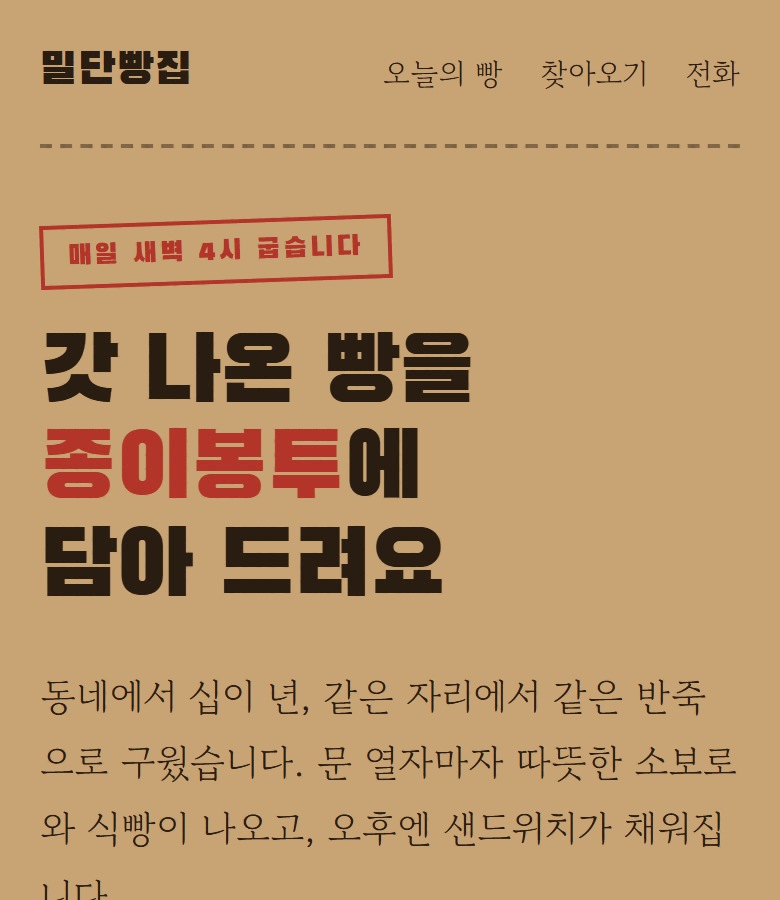 밀단빵집
오늘의 빵 찾아오기 전화
매일 새벽 4시 굽습니다
갓 나온 빵을
종이봉투에
담아 드려요
동네에서 십이 년, 같은 자리에서 같은 반죽
으로 구웠습니다. 문 열자마자 따뜻한 소보로
와 식빵이 나오고, 오후엔 샌드위치가 채워집
니다